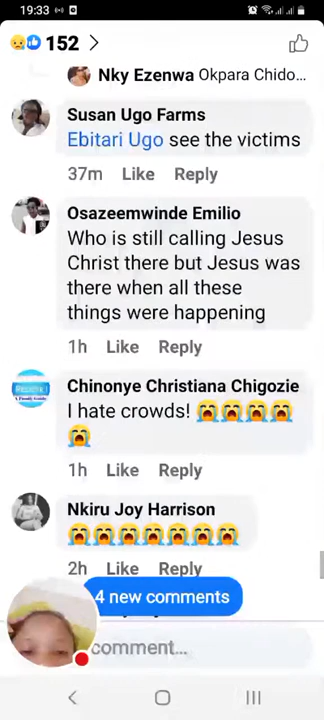 19:33
152
Nky Ezenwa Okpara Chido...
Susan Ugo Farms
Ebitari Ugo see the victims
37m Like Reply
Osazeemwinde Emilio
Who is still calling Jesus
Christ there but Jesus was
there when all these
things were happening
1h Like Reply
Chinonye Christiana Chigozie
I hate crowds! 😭😭😭😭
😭
1h Like Reply
Nkiru Joy Harrison
😭😭😭😭😭😭😭
2h Like Reply
4 new comments
comment...